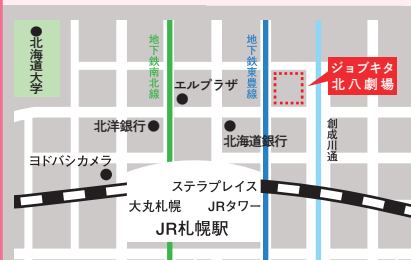 北海道大学
地下鉄南北線
地下鉄東豊線
エルプラザ
ジョブキタ
北八劇場
北洋銀行
北海道銀行
創成川通
ヨドバシカメラ
ステラプレイス
大丸札幌
JRタワー
JR札幌駅